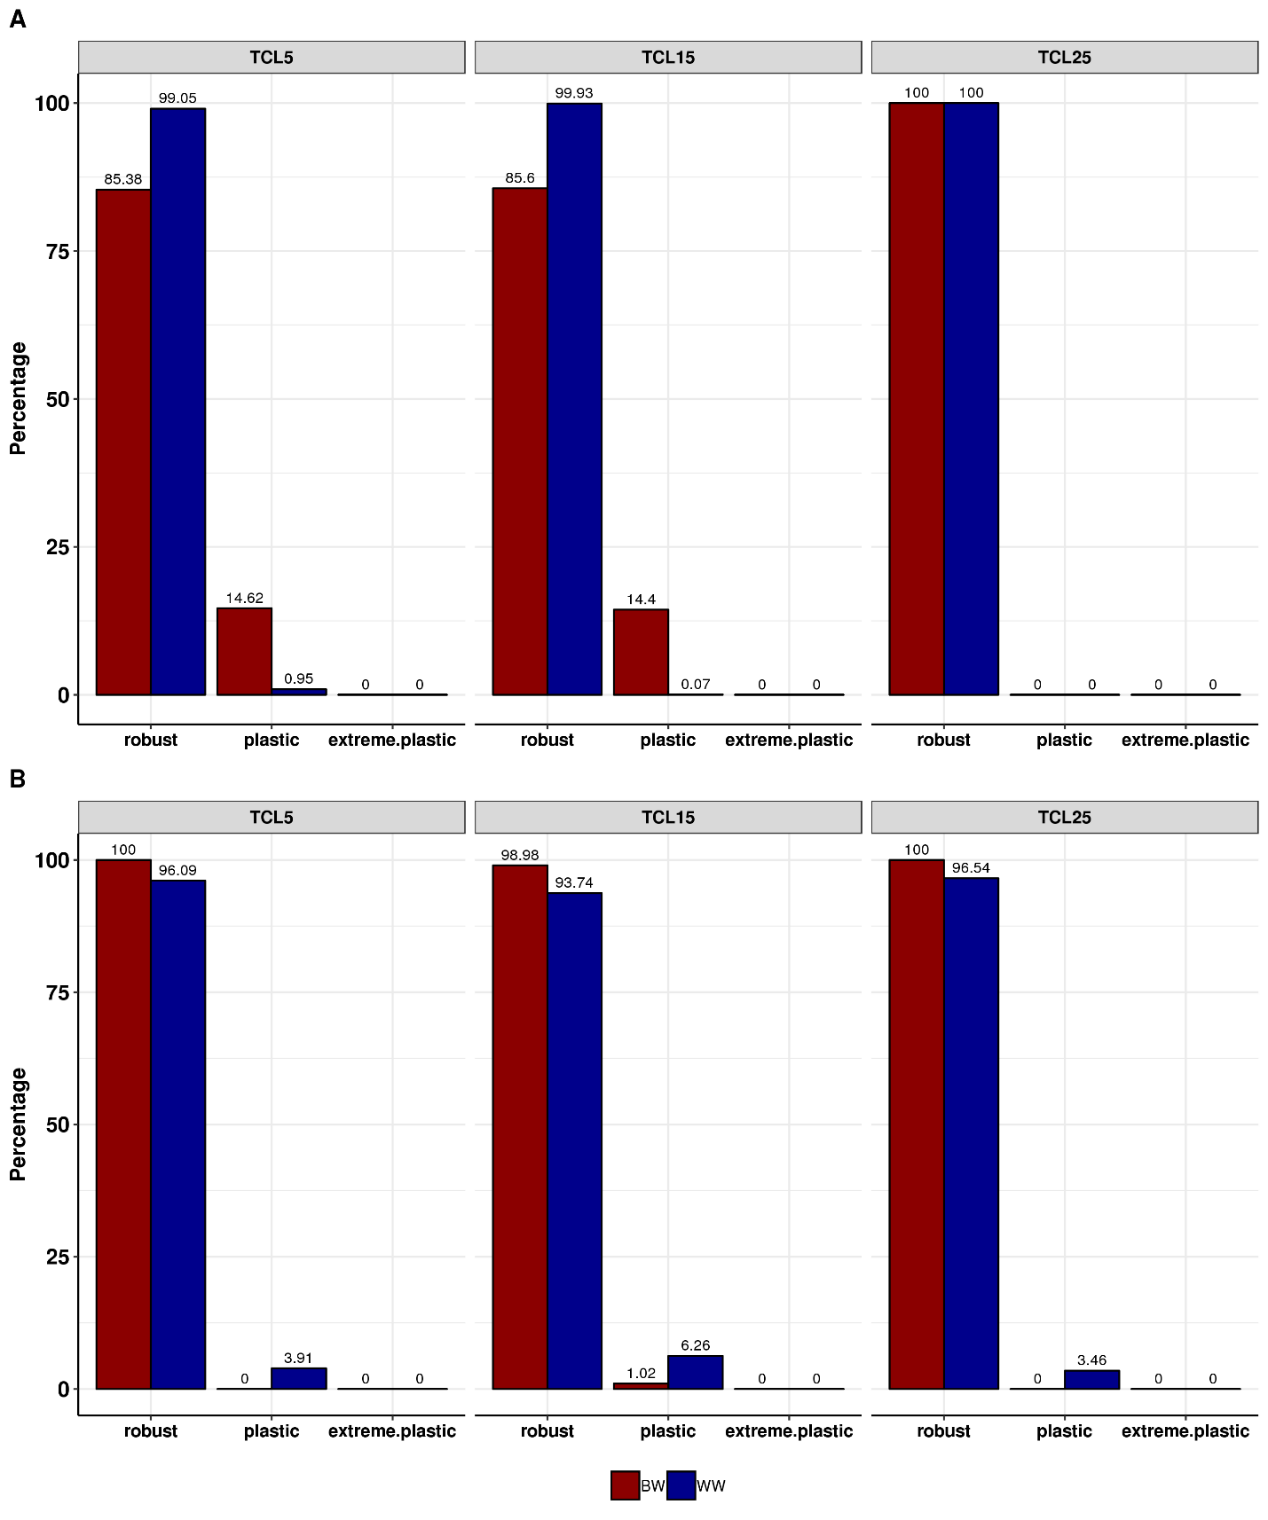 A
TCL5 TCL15 TCL25
Percentage
100
75
50
25
0
85.38 99.05 14.62 0.95 0 0
85.6 99.93 14.4 0.07 0 0
100 100 0 0 0 0
robust plastic extreme.plastic robust plastic extreme.plastic robust plastic extreme.plastic
B
TCL5 TCL15 TCL25
Percentage
100
75
50
25
0
100 96.09 0 3.91 0 0
98.98 93.74 1.02 6.26 0 0
100 96.54 0 3.46 0 0
robust plastic extreme.plastic robust plastic extreme.plastic robust plastic extreme.plastic
BW WW